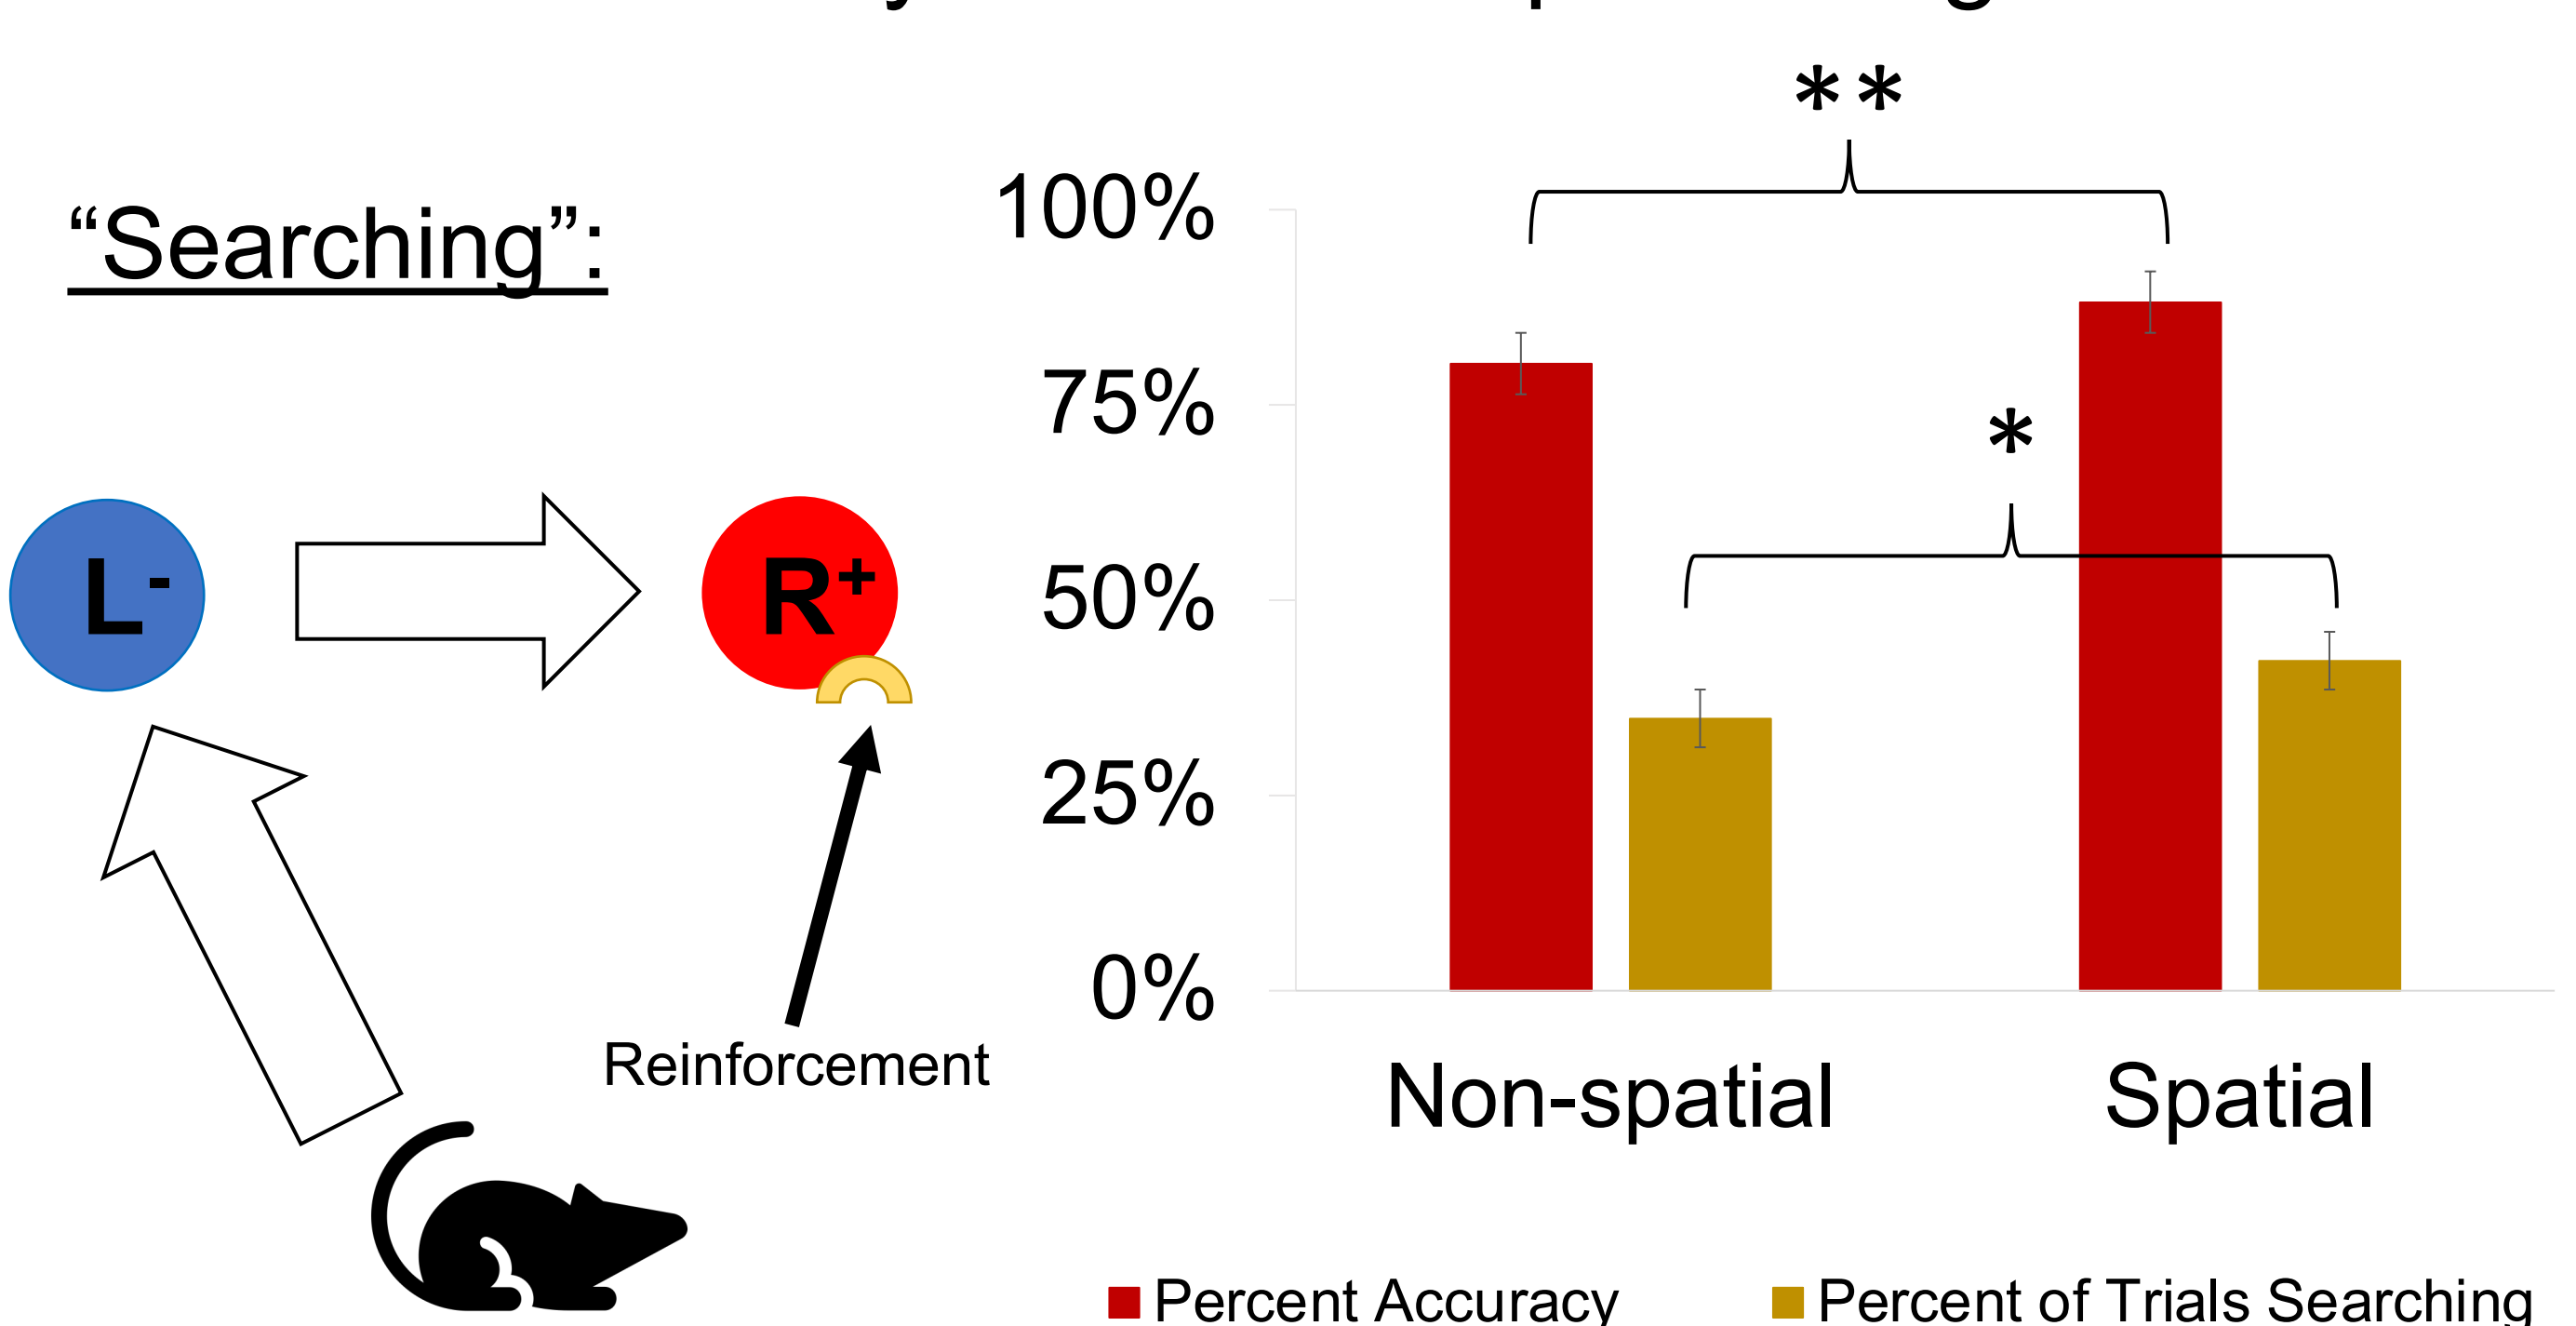 “Searching”:
L-
R+
Reinforcement
**
*
100%
75%
50%
25%
0%
Non-spatial
Spatial
Percent Accuracy
Percent of Trials Searching